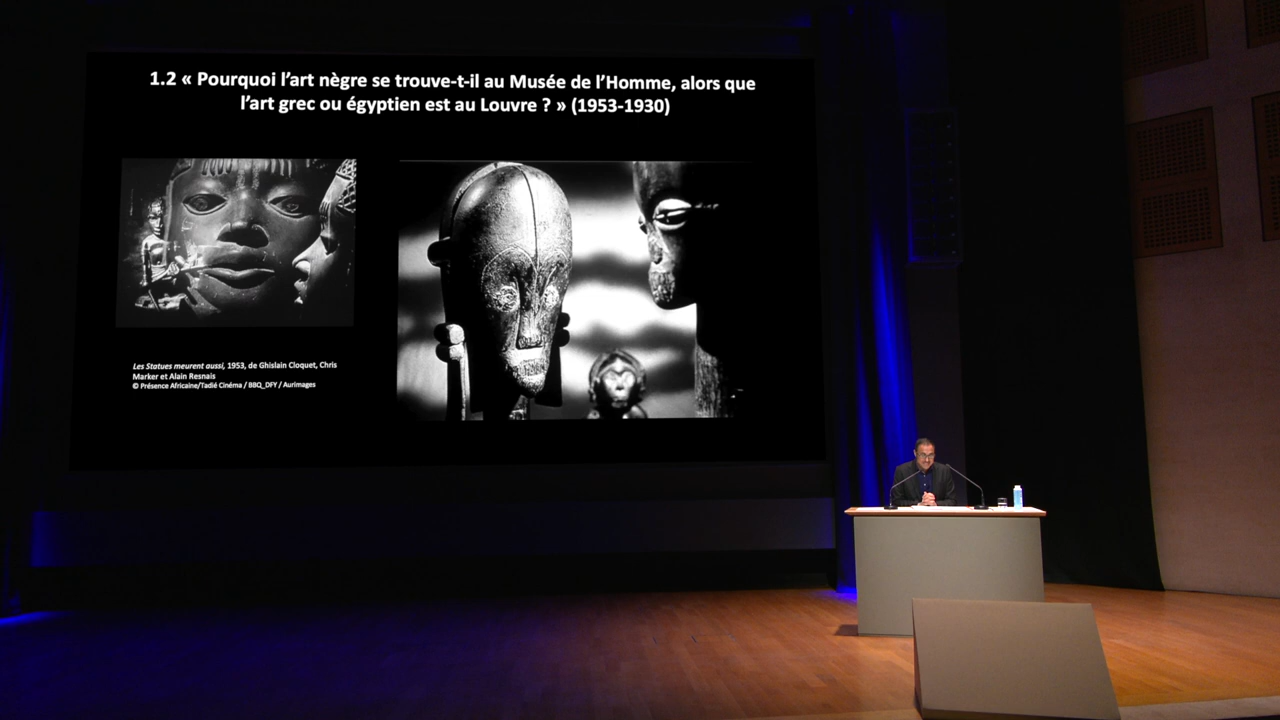 1.2 « Pourquoi l’art nègre se trouve-t-il au Musée de l’Homme, alors que
l’art grec ou égyptien est au Louvre ? » (1953-1930)
Les Statues meurent aussi, 1953, de Ghislain Cloquet, Chris
Marker et Alain Resnais
© Présence Africaine/Tadié Cinéma / BBQ_DFY / Aurimages